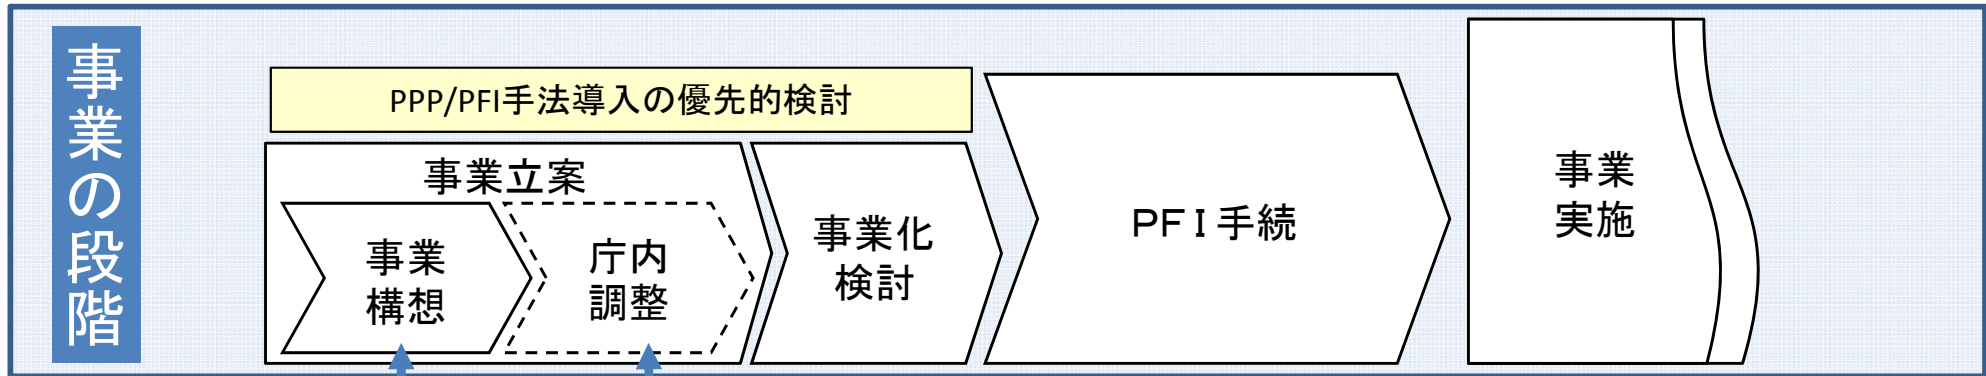 事業の段階
PPP/PFI手法導入の優先的検討
事業立案
事業
構想
庁内
調整
事業化
検討
PFI手続
事業
実施